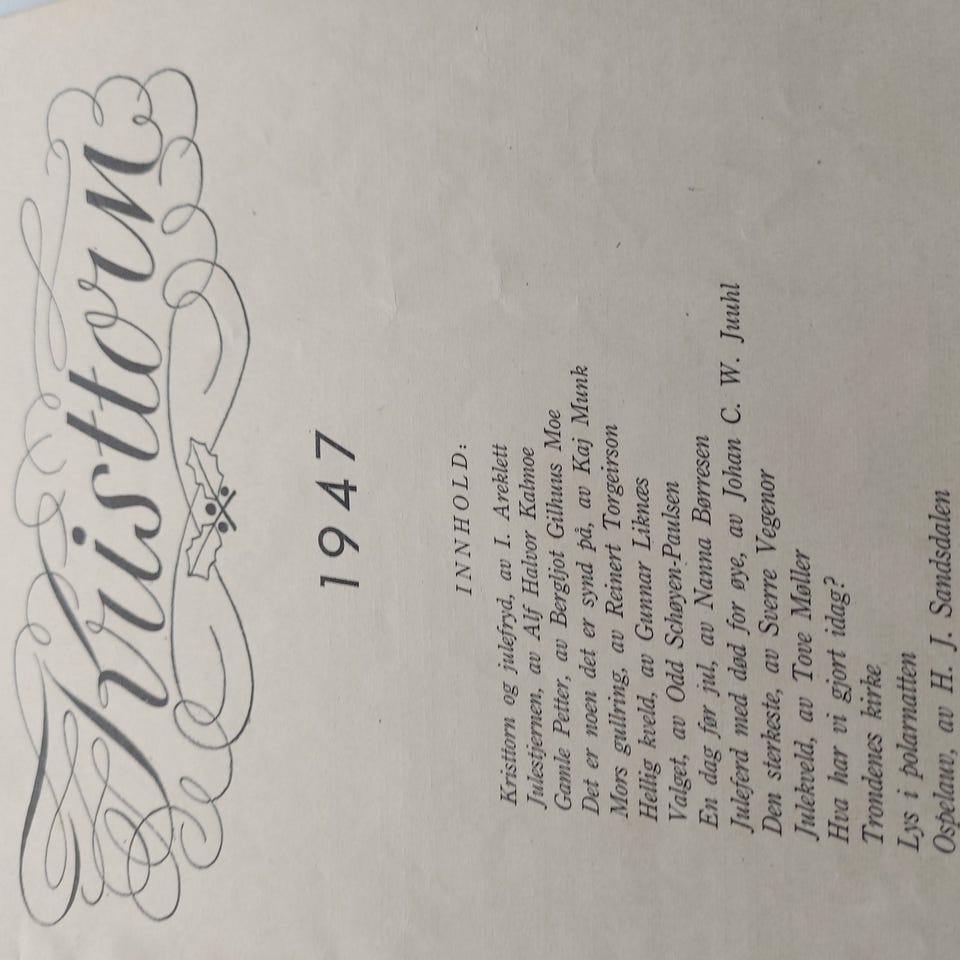 Kristtorn
1947
INNHOLD:
Kristtorn og julefryd, av I. Areklett
Julestjernen, av Alf Halvor Kalmoe
Gamle Petter, av Bergljot Gilhuus Moe
Det er noen det er synd på, av Kaj Munk
Mors gullring, av Reinert Torgeirson
Hellig kveld, av Gunnar Liknæs
Valget, av Odd Schøyen-Paulsen
En dag før jul, av Nanna Børresen
Juleferd med død for øye, av Johan C. W. Juuhl
Den sterkeste, av Sverre Vegenor
Julekveld, av Tove Møller
Hva har vi gjort idag?
Trondenes kirke
Lys i polarnatten
Ospelauv, av H. J. Sandsdalen